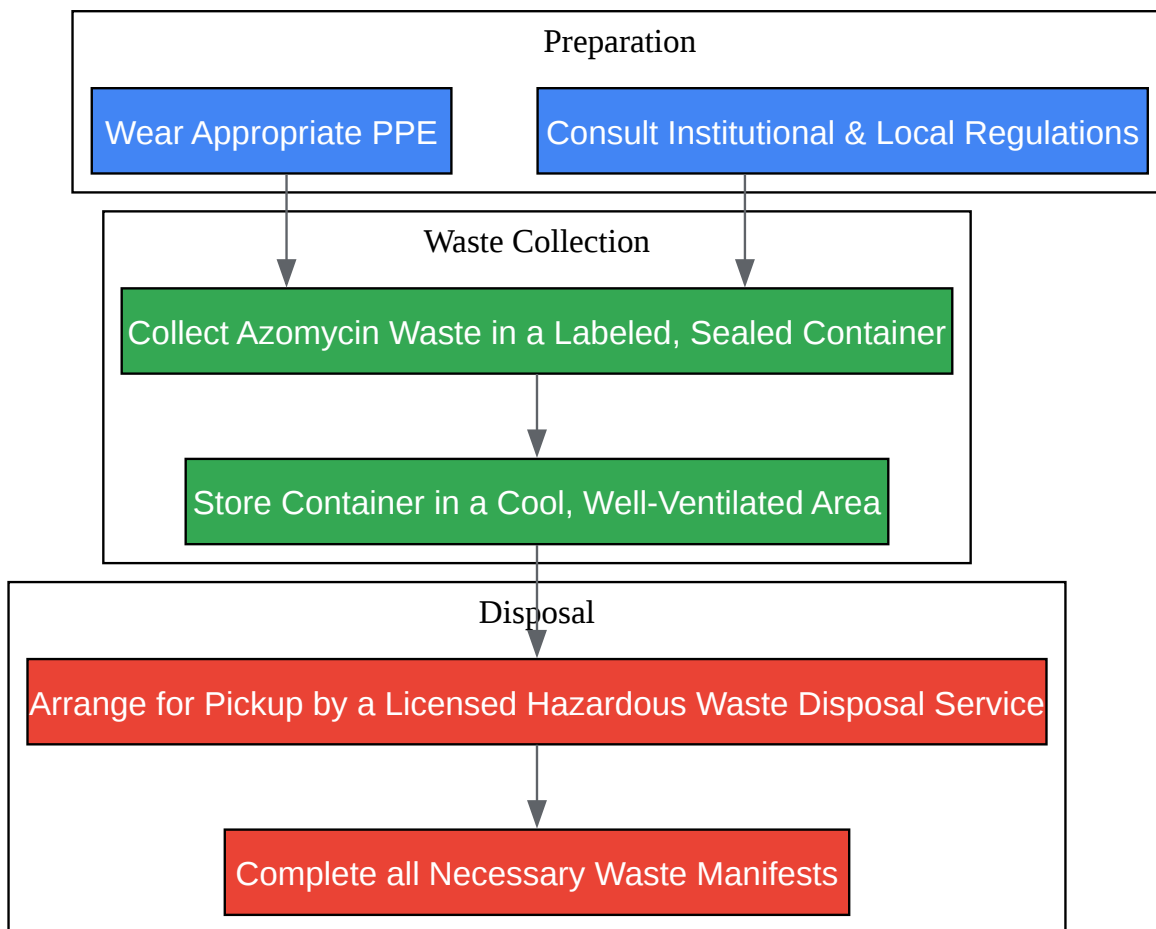 Preparation
Wear Appropriate PPE
Consult Institutional & Local Regulations
Waste Collection
Collect Azomycin Waste in a Labeled, Sealed Container
Store Container in a Cool, Well-Ventilated Area
Disposal
Arrange for Pickup by a Licensed Hazardous Waste Disposal Service
Complete all Necessary Waste Manifests